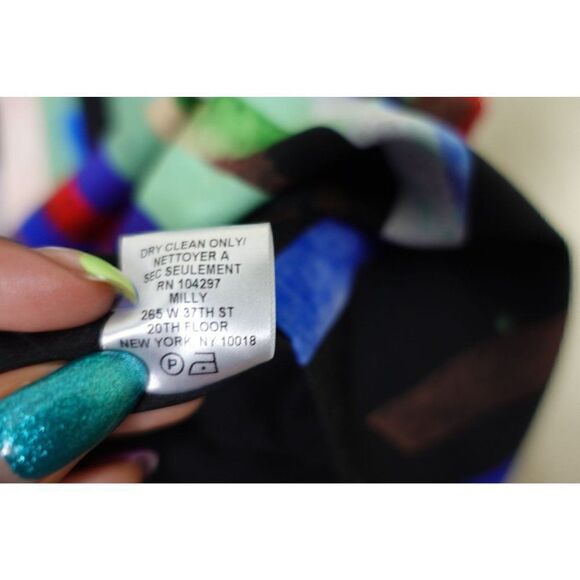 DRY CLEAN ONLY/
NETTOYER A
SEC SEULEMENT
RN 104297
MILLY
265 W 37TH ST
20TH FLOOR
NEW YORK, NY 10018
P